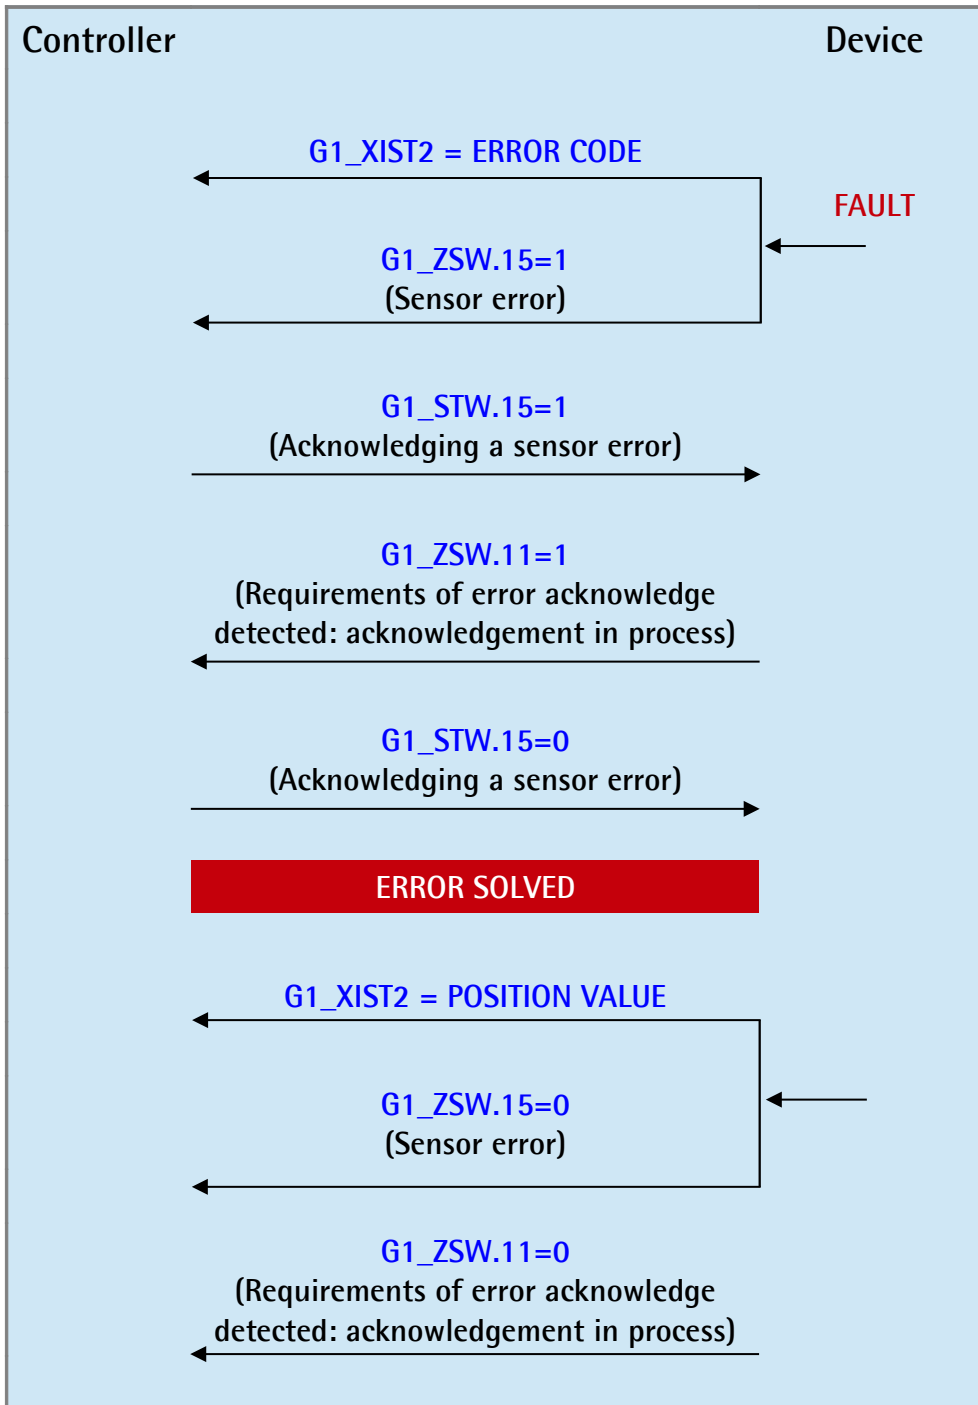 Controller
Device
G1_XIST2 = ERROR CODE
FAULT
G1_ZSW.15=1
(Sensor error)
G1_STW.15=1
(Acknowledging a sensor error)
G1_ZSW.11=1
(Requirements of error acknowledge
detected: acknowledgement in process)
G1_STW.15=0
(Acknowledging a sensor error)
ERROR SOLVED
G1_XIST2 = POSITION VALUE
G1_ZSW.15=0
(Sensor error)
G1_ZSW.11=0
(Requirements of error acknowledge
detected: acknowledgement in process)